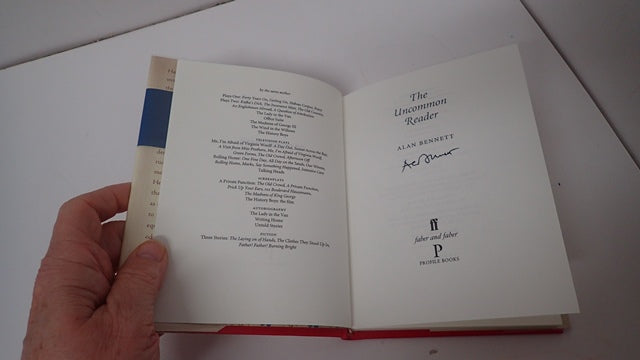 by the same author
Plays One: Forty Years On, Getting On, Habeas Corpus, Enjoy
Plays Two: Kafka's Dick, The Insurance Man, The Old Country,
An Englishman Abroad, A Question of Attribution
The Lady in the Van
Office Suite
The Madness of George III
The Wind in the Willows
The History Boys
TELEVISION PLAYS
Me, I'm Afraid of Virginia Woolf: A Day Out, Sunset Across the Bay,
A Visit from Miss Prothero, Me, I'm Afraid of Virginia Woolf,
Green Forms, The Old Crowd, Afternoon Off
Rolling Home: One Fine Day, All Day on the Sands, Our Winnie,
Rolling Home, Marks, Say Something Happened, Intensive Care
Talking Heads
SCREENPLAYS
A Private Function: The Old Crowd, A Private Function,
Prick Up Your Ears, 102 Boulevard Haussmann,
The Madness of King George
The History Boys: the film
AUTOBIOGRAPHY
The Lady in the Van
Writing Home
Untold Stories
FICTION
Three Stories: The Laying on of Hands, The Clothes They Stood Up In,
Father! Father! Burning Bright
The
Uncommon
Reader
ALAN BENNETT
ff
faber and faber
P
PROFILE BOOKS